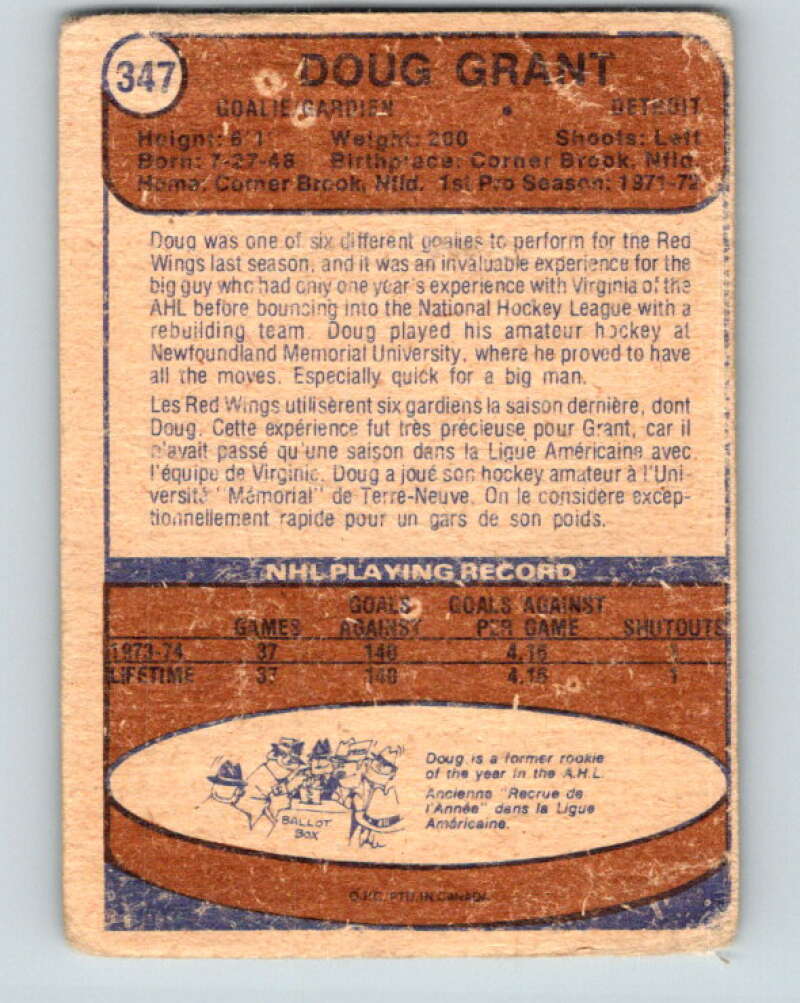 347
DOUG GRANT
GOALIE/GARDIEN • DETROIT
Height: 6'1" Weight: 200 Shoots: Left
Born: 7-27-48 Birthplace: Corner Brook, Nfld.
Home: Corner Brook, Nfld. 1st Pro Season: 1971-72
Doug was one of six different goalies to perform for the Red
Wings last season, and it was an invaluable experience for the
big guy who had only one year's experience with Virginia of the
AHL before bouncing into the National Hockey League with a
rebuilding team. Doug played his amateur hockey at
Newfoundland Memorial University, where he proved to have
all the moves. Especially quick for a big man.
Les Red Wings utilisèrent six gardiens la saison dernière, dont
Doug. Cette expérience fut très précieuse pour Grant, car il
n'avait passé qu'une saison dans la Ligue Américaine avec
l'équipe de Virginie. Doug a joué son hockey amateur à l'Uni-
versité "Mémorial" de Terre-Neuve. On le considère excep-
tionnellement rapide pour un gars de son poids.
NHL PLAYING RECORD
GOALS GOALS AGAINST
GAMES AGAINST PER GAME SHUTOUTS
1973-74 37 140 4.16 1
LIFETIME 37 140 4.16 1
Doug is a former rookie
of the year in the A.H.L.
Ancienne "Recrue de
l'Année" dans la Ligue
Américaine.
BALLOT
BOX
O.P.C. PTD. IN CANADA